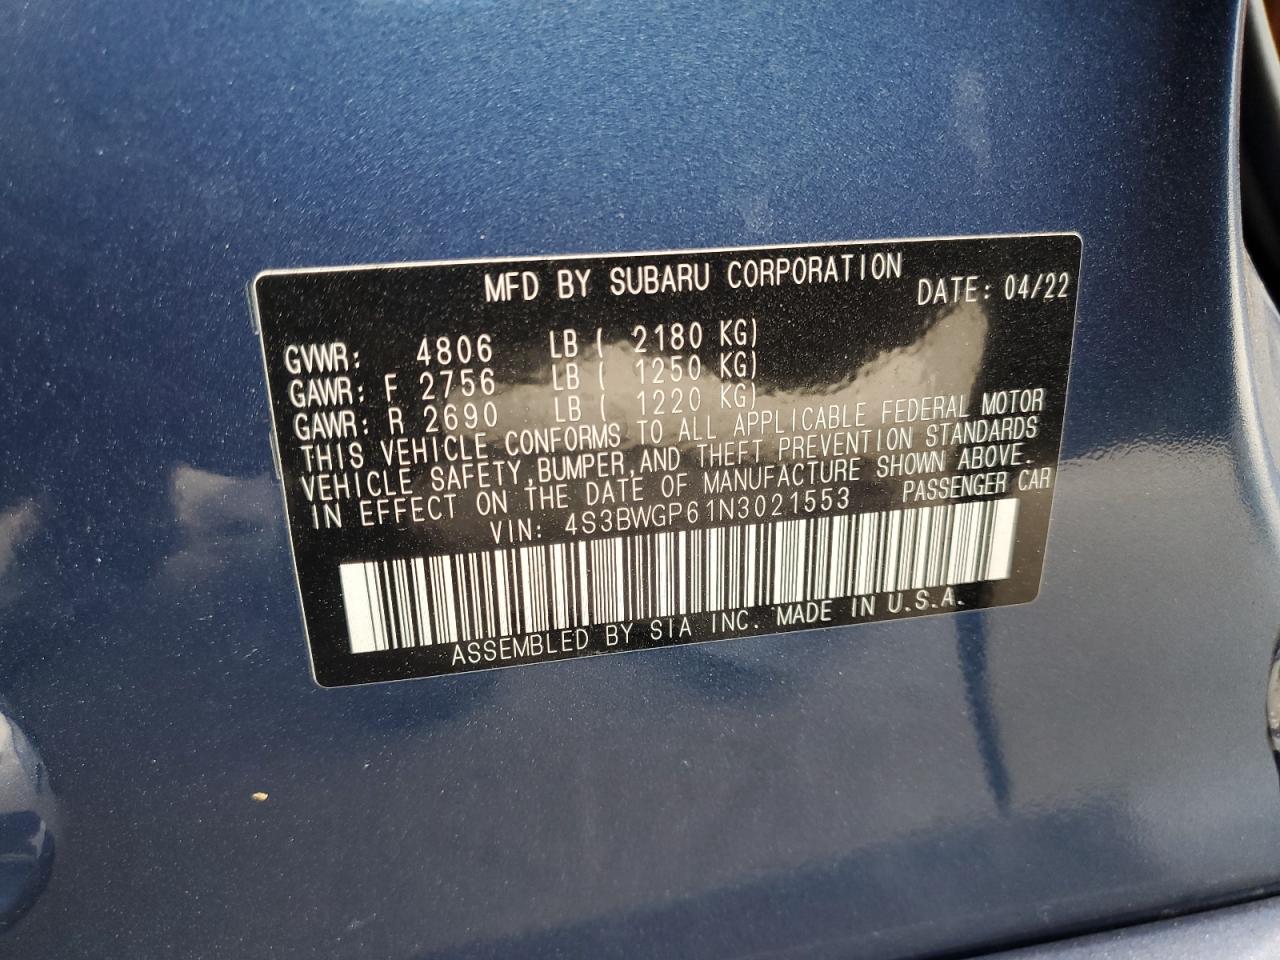 MFD BY SUBARU CORPORATION
DATE: 04/22
GVWR: 4806 LB ( 2180 KG)
GAWR: F 2756 LB ( 1250 KG)
GAWR: R 2690 LB ( 1220 KG)
THIS VEHICLE CONFORMS TO ALL APPLICABLE FEDERAL MOTOR
VEHICLE SAFETY, BUMPER, AND THEFT PREVENTION STANDARDS
IN EFFECT ON THE DATE OF MANUFACTURE SHOWN ABOVE.
VIN: 4S3BWGP61N3021553 PASSENGER CAR
ASSEMBLED BY SIA INC. MADE IN U.S.A.